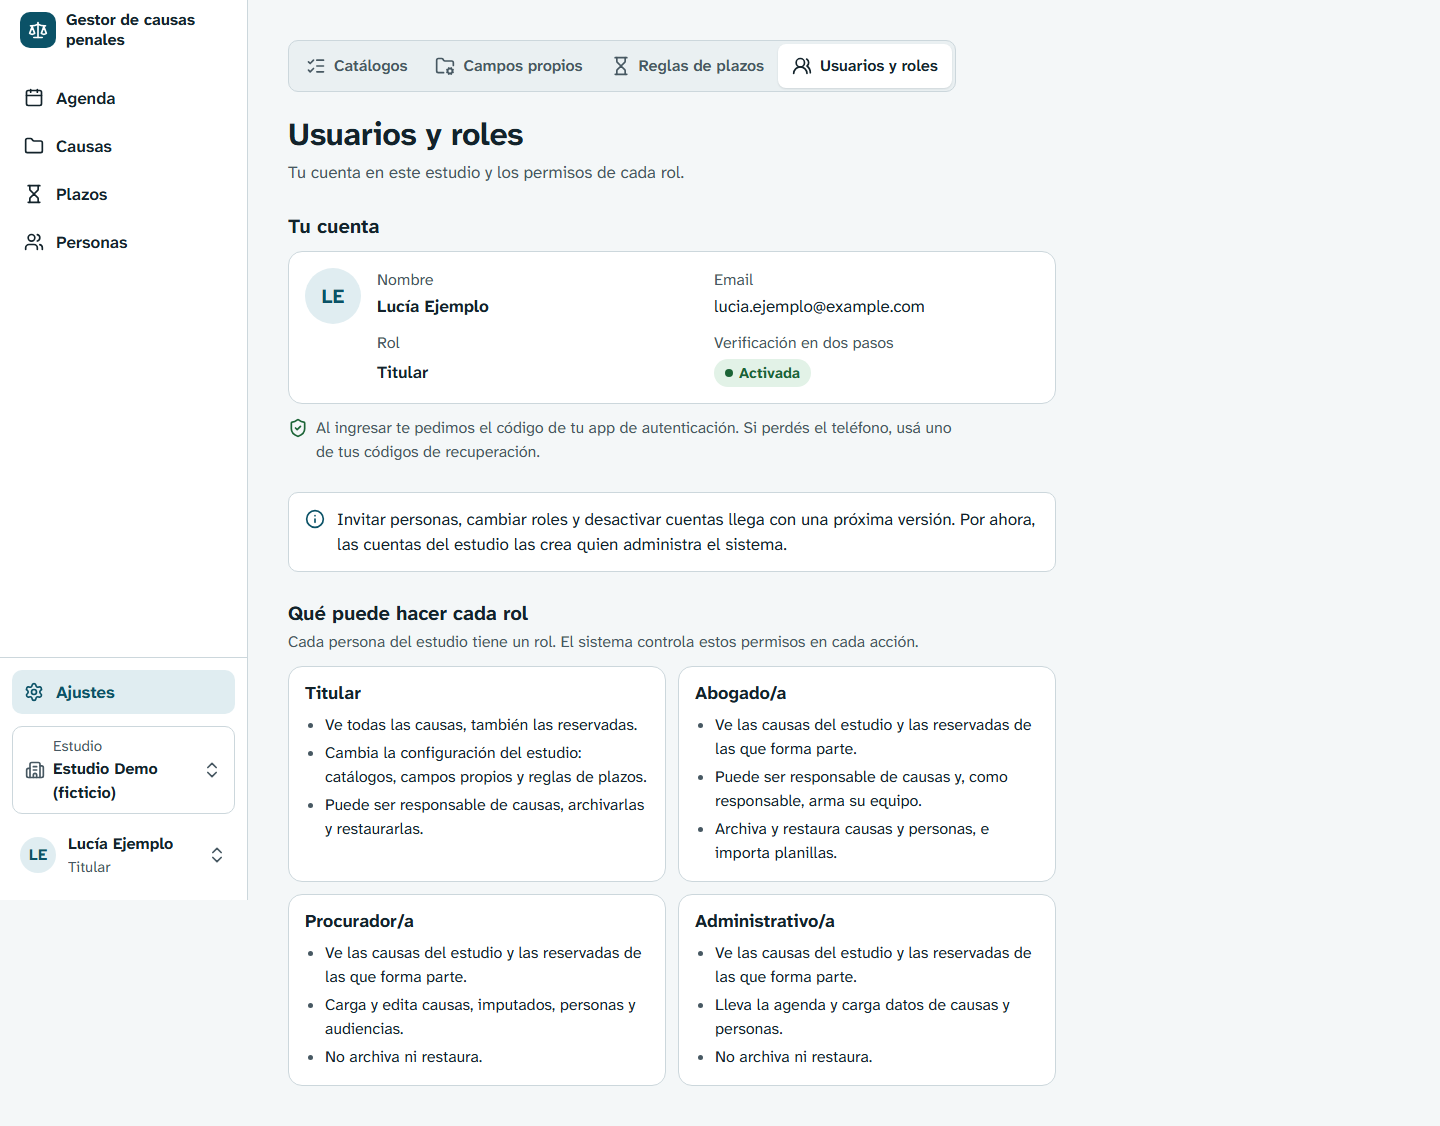 Gestor de causas
penales
Agenda
Causas
Plazos
Personas
Ajustes
Estudio
Estudio Demo
(ficticio)
LE
Lucía Ejemplo
Titular
Catálogos
Campos propios
Reglas de plazos
Usuarios y roles
Usuarios y roles
Tu cuenta en este estudio y los permisos de cada rol.
Tu cuenta
LE
Nombre
Lucía Ejemplo
Email
lucia.ejemplo@example.com
Rol
Titular
Verificación en dos pasos
Activada
Al ingresar te pedimos el código de tu app de autenticación. Si perdés el teléfono, usá uno
de tus códigos de recuperación.
Invitar personas, cambiar roles y desactivar cuentas llega con una próxima versión. Por ahora,
las cuentas del estudio las crea quien administra el sistema.
Qué puede hacer cada rol
Cada persona del estudio tiene un rol. El sistema controla estos permisos en cada acción.
Titular
Ve todas las causas, también las reservadas.
Cambia la configuración del estudio:
catálogos, campos propios y reglas de plazos.
Puede ser responsable de causas, archivarlas
y restaurarlas.
Abogado/a
Ve las causas del estudio y las reservadas de
las que forma parte.
Puede ser responsable de causas y, como
responsable, arma su equipo.
Archiva y restaura causas y personas, e
importa planillas.
Procurador/a
Ve las causas del estudio y las reservadas de
las que forma parte.
Carga y edita causas, imputados, personas y
audiencias.
No archiva ni restaura.
Administrativo/a
Ve las causas del estudio y las reservadas de
las que forma parte.
Lleva la agenda y carga datos de causas y
personas.
No archiva ni restaura.